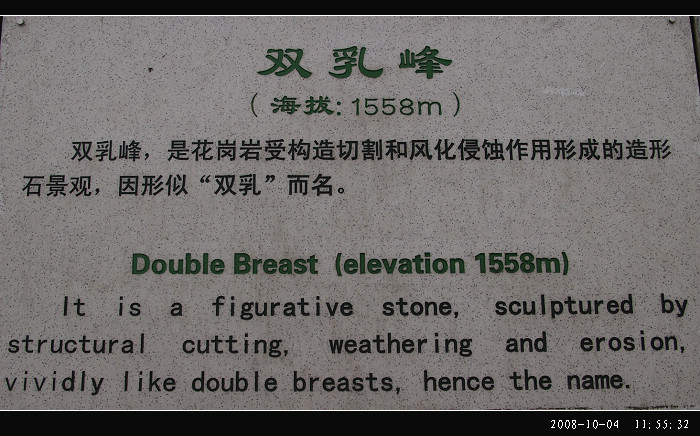 双乳峰
(海拔: 1558m)
双乳峰，是花岗岩受构造切割和风化侵蚀作用形成的造形
石景观，因形似“双乳”而名。
Double Breast (elevation 1558m)
It is a figurative stone, sculptured by
structural cutting, weathering and erosion,
vividly like double breasts, hence the name.
2008-10-04 11:55:32